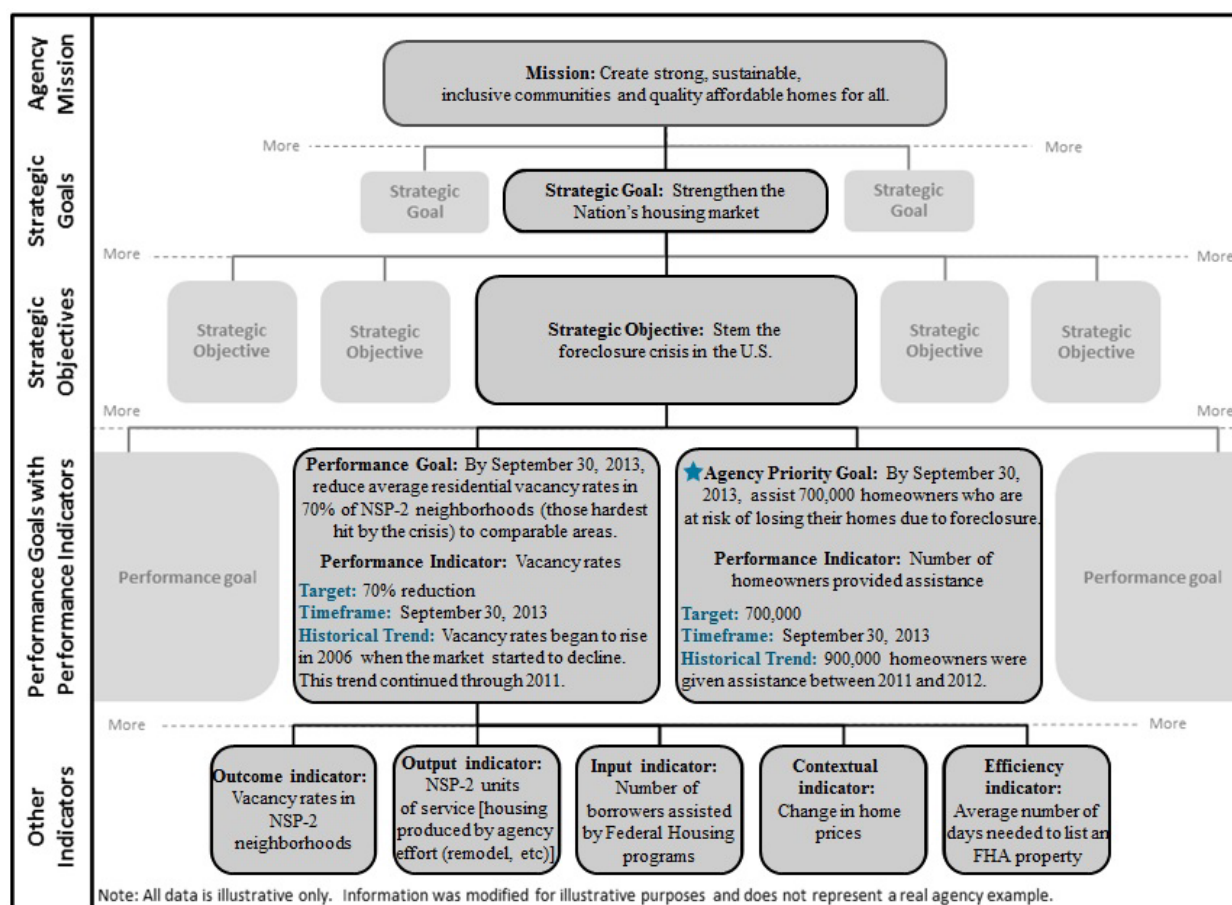 Agency
Mission
Mission: Create strong, sustainable,
inclusive communities and quality affordable homes for all.
More
More
Strategic
Goals
Strategic
Goal
Strategic Goal: Strengthen the
Nation's housing market
Strategic
Goal
More
More
Strategic
Objectives
Strategic
Objective
Strategic
Objective
Strategic Objective: Stem the
foreclosure crisis in the U.S.
Strategic
Objective
Strategic
Objective
More
More
Performance Goals with
Performance Indicators
Performance goal
Performance Goal: By September 30, 2013,
reduce average residential vacancy rates in
70% of NSP-2 neighborhoods (those hardest
hit by the crisis) to comparable areas.
Performance Indicator: Vacancy rates
Target: 70% reduction
Timeframe: September 30, 2013
Historical Trend: Vacancy rates began to rise
in 2006 when the market started to decline.
This trend continued through 2011.
Agency Priority Goal: By September 30,
2013, assist 700,000 homeowners who are
at risk of losing their homes due to foreclosure.
Performance Indicator: Number of
homeowners provided assistance
Target: 700,000
Timeframe: September 30, 2013
Historical Trend: 900,000 homeowners were
given assistance between 2011 and 2012.
Performance goal
More
More
Other
Indicators
Outcome indicator:
Vacancy rates in
NSP-2
neighborhoods
Output indicator:
NSP-2 units
of service [housing
produced by agency
effort (remodel, etc)]
Input indicator:
Number of
borrowers assisted
by Federal Housing
programs
Contextual
indicator:
Change in home
prices
Efficiency
indicator:
Average number of
days needed to list an
FHA property
Note: All data is illustrative only. Information was modified for illustrative purposes and does not represent a real agency example.